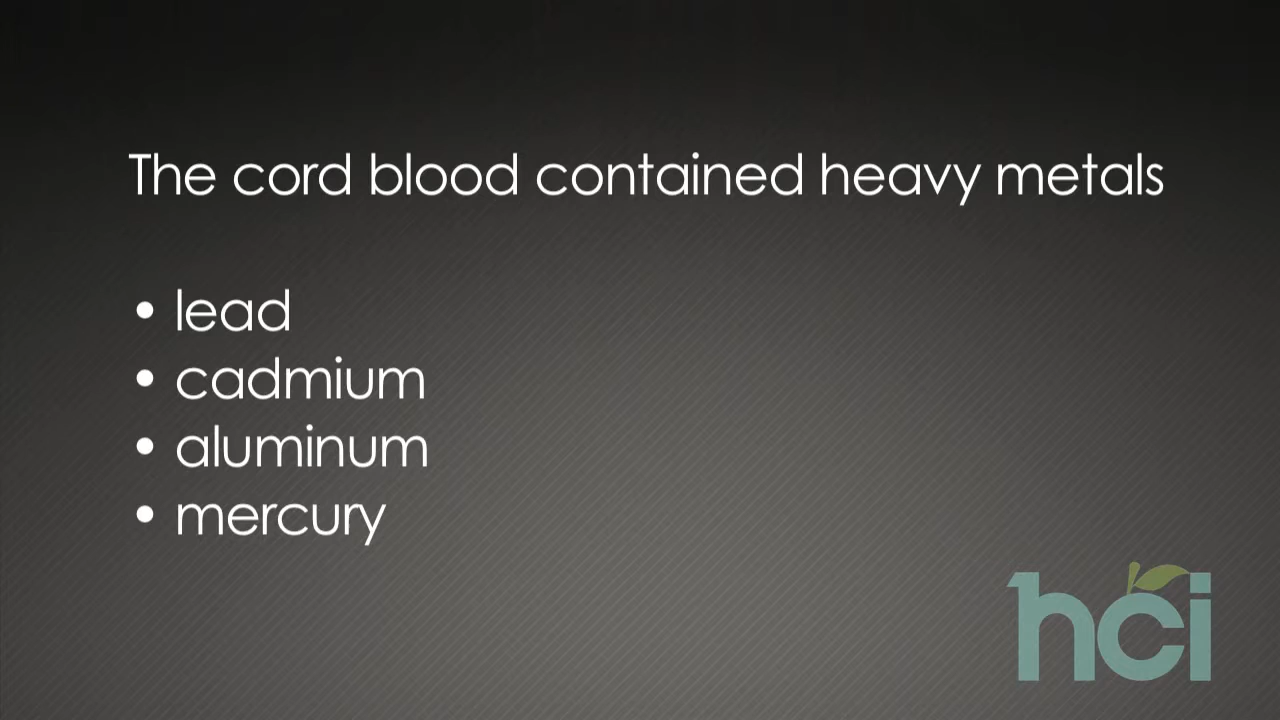 The cord blood contained heavy metals
• lead
• cadmium
• aluminum
• mercury
hci